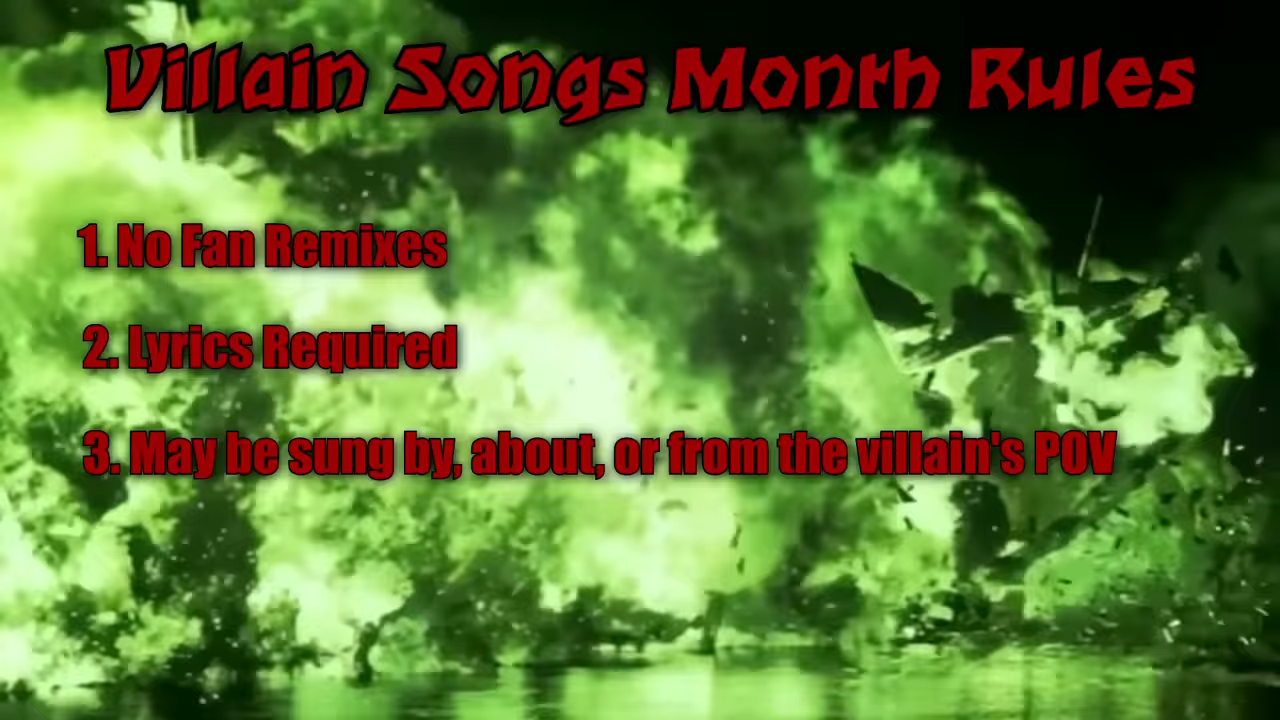 Villain Songs Month Rules
1. No Fan Remixes
2. Lyrics Required
3. May be sung by, about, or from the villain's POV